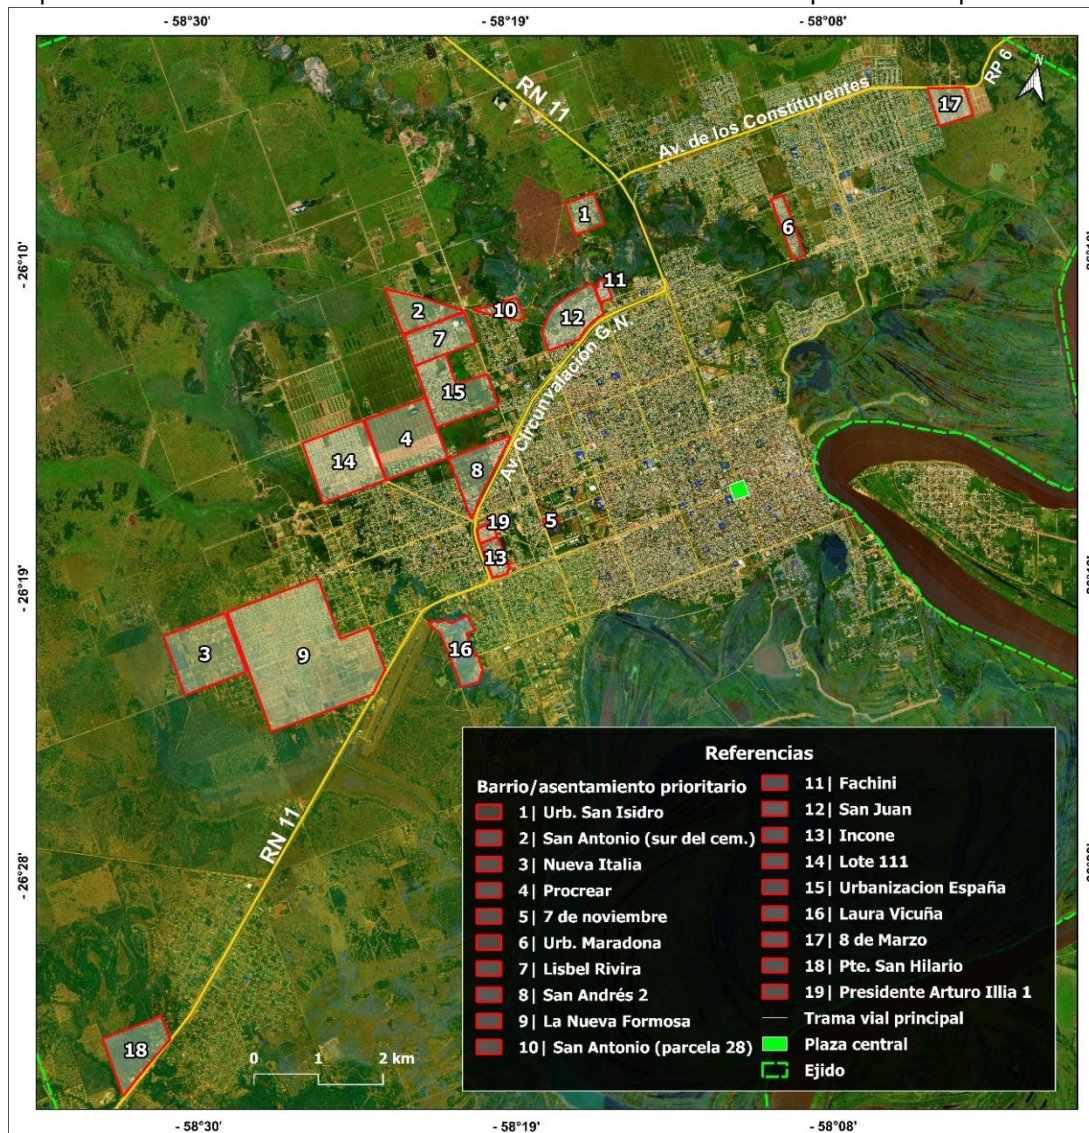 - 58°30'
- 58°19'
- 58°08'
RN 11
RP 6
N
17
Av. de los Constituyentes
1
6
- 26°10'
11
2
10
12
7
Av. Circunvalación G. N.
15
4
14
8
19
5
13
- 26°19'
3
9
16
RN 11
- 26°28'
18
0 1 2 km
Referencias
Barrio/asentamiento prioritario
1| Urb. San Isidro
2| San Antonio (sur del cem.)
3| Nueva Italia
4| Procrear
5| 7 de noviembre
6| Urb. Maradona
7| Lisbel Rivira
8| San Andrés 2
9| La Nueva Formosa
10| San Antonio (parcela 28)
11| Fachini
12| San Juan
13| Incone
14| Lote 111
15| Urbanizacion España
16| Laura Vicuña
17| 8 de Marzo
18| Pte. San Hilario
19| Presidente Arturo Illia 1
Trama vial principal
Plaza central
Ejido
- 58°30'
- 58°19'
- 58°08'